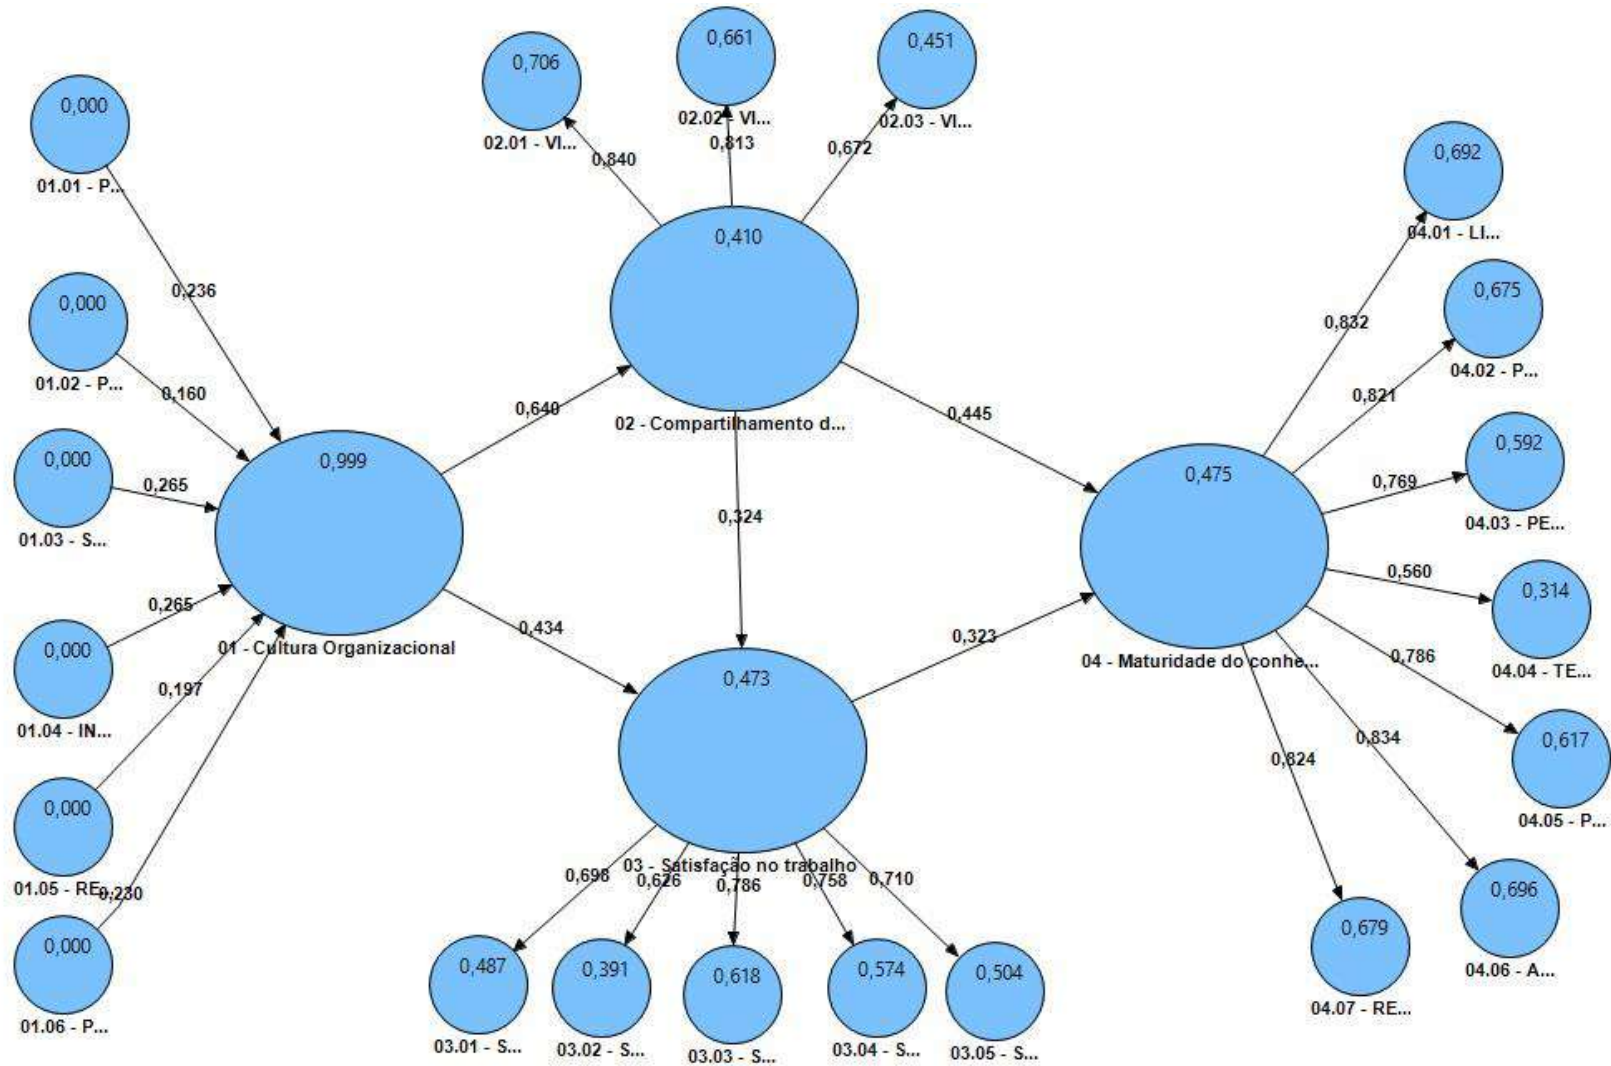 0,706
02.01 - VI...
0,661
02.02 - VI...
0,451
02.03 - VI...
0,840
0,813
0,672
0,000
01.01 - P...
0,236
0,000
01.02 - P...
0,160
0,000
01.03 - S...
0,265
0,000
01.04 - IN...
0,265
0,000
01.05 - RE...
0,197
0,000
01.06 - P...
0,230
0,999
01 - Cultura Organizacional
0,640
0,434
0,410
02 - Compartilhamento d...
0,324
0,445
0,473
03 - Satisfação no trabalho
0,323
0,698
0,626
0,786
0,758
0,710
0,487
03.01 - S...
0,391
03.02 - S...
0,618
03.03 - S...
0,574
03.04 - S...
0,504
03.05 - S...
0,475
04 - Maturidade do conhe...
0,832
0,692
04.01 - LI...
0,821
0,675
04.02 - P...
0,769
0,592
04.03 - PE...
0,560
0,314
04.04 - TE...
0,786
0,617
04.05 - P...
0,834
0,696
04.06 - A...
0,824
0,679
04.07 - RE...